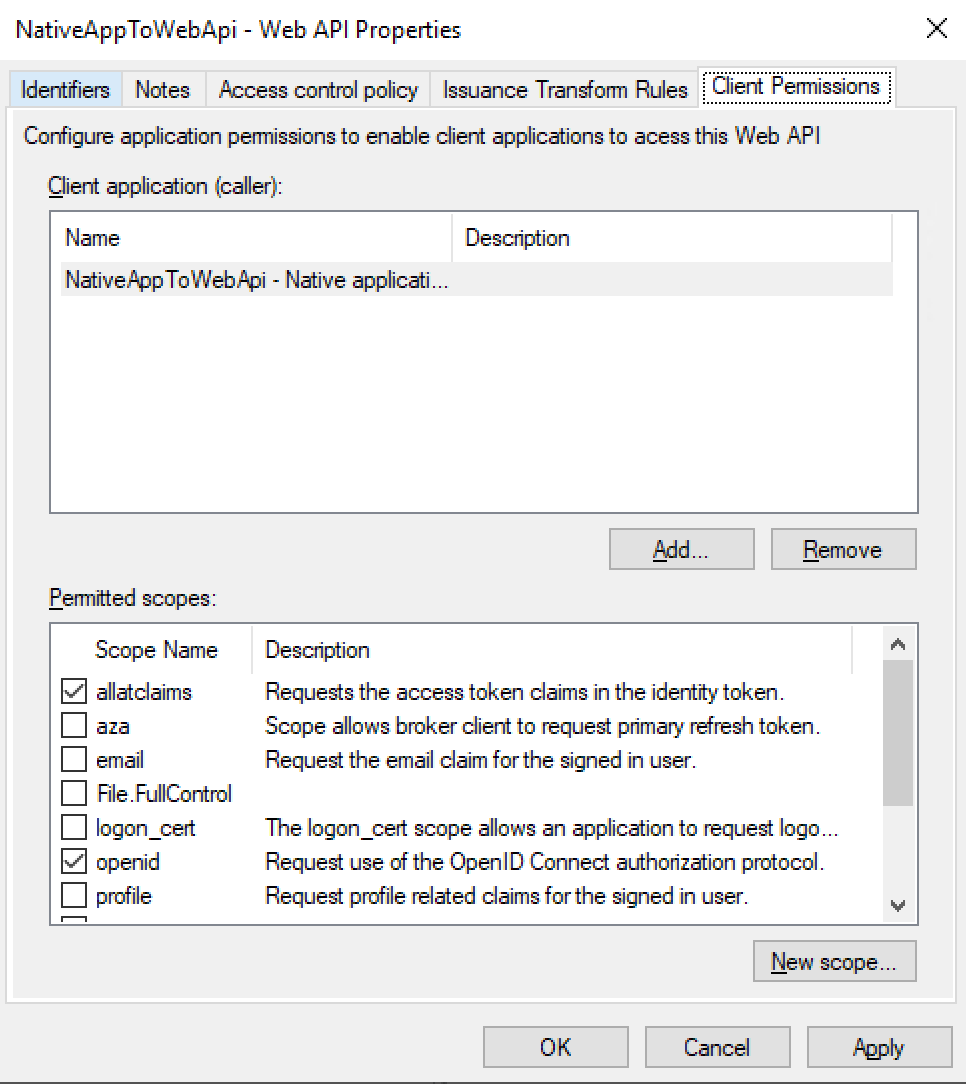 NativeAppToWebApi - Web API Properties
Identifiers Notes Access control policy Issuance Transform Rules Client Permissions
Configure application permissions to enable client applications to acess this Web API
Client application (caller):
Name Description
NativeAppToWebApi - Native applicati...
Add... Remove
Permitted scopes:
Scope Name Description
allatclaims Requests the access token claims in the identity token.
aza Scope allows broker client to request primary refresh token.
email Request the email claim for the signed in user.
File.FullControl
logon_cert The logon_cert scope allows an application to request logo...
openid Request use of the OpenID Connect authorization protocol.
profile Request profile related claims for the signed in user.
New scope...
OK Cancel Apply